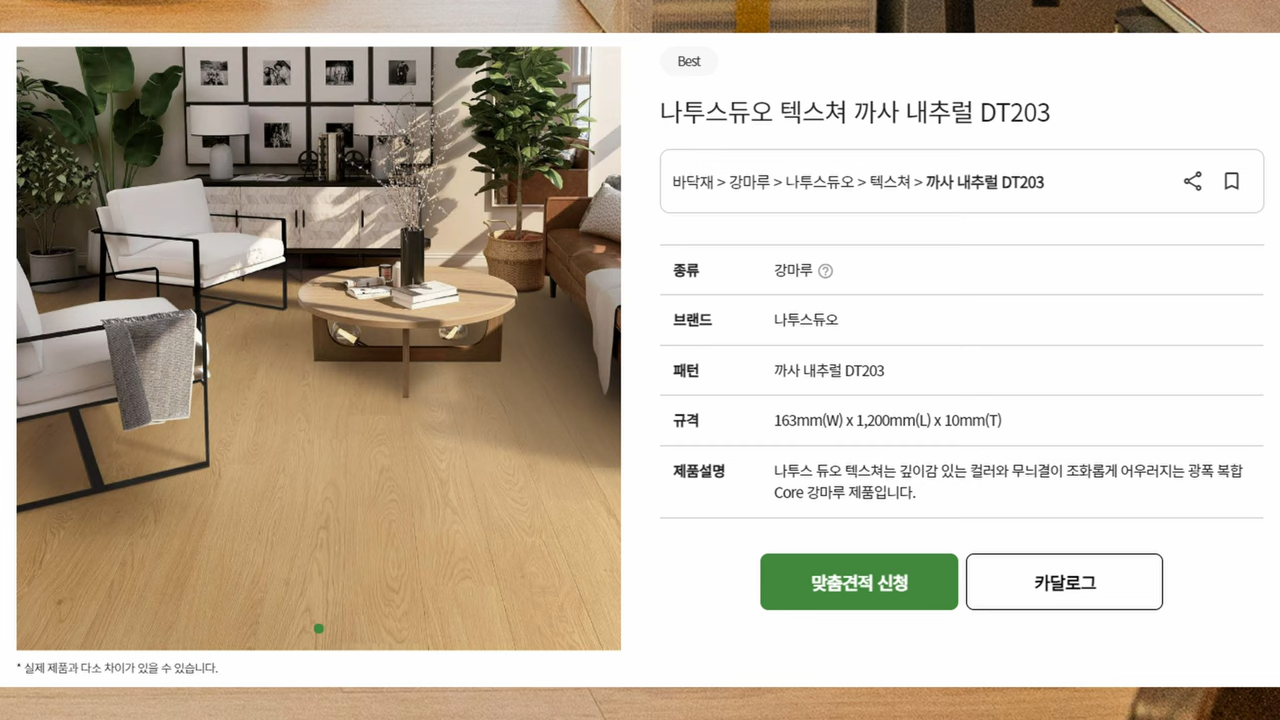 Best
나투스듀오 텍스쳐 까사 내추럴 DT203
바닥재 > 강마루 > 나투스듀오 > 텍스쳐 > 까사 내추럴 DT203
종류 강마루 ?
브랜드 나투스듀오
패턴 까사 내추럴 DT203
규격 163mm(W) x 1,200mm(L) x 10mm(T)
제품설명 나투스 듀오 텍스쳐는 깊이감 있는 컬러와 무늬결이 조화롭게 어우러지는 광폭 복합
Core 강마루 제품입니다.
맞춤견적 신청 카달로그
* 실제 제품과 다소 차이가 있을 수 있습니다.